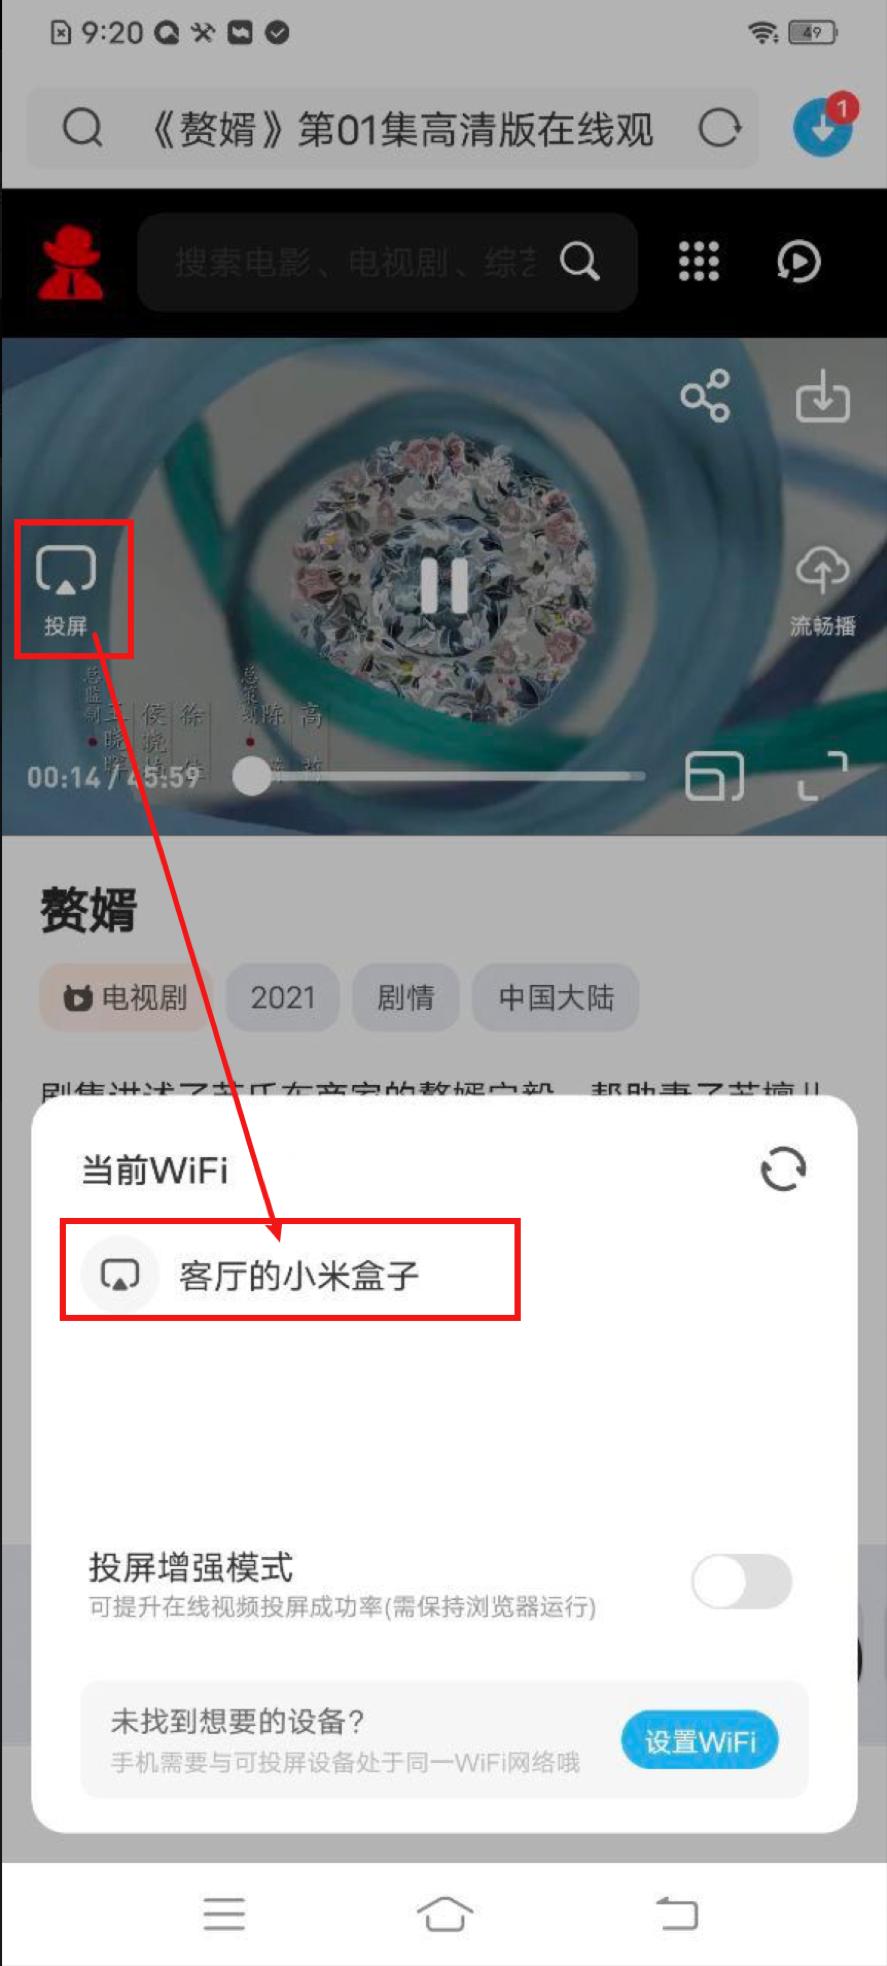 9:20
49
《赘婿》第01集高清版在线观
1
搜索电影、电视剧、综艺
投屏
流畅播
00:14 / 45:59
赘婿
电视剧
2021
剧情
中国大陆
当前WiFi
客厅的小米盒子
投屏增强模式
可提升在线视频投屏成功率(需保持浏览器运行)
未找到想要的设备?
手机需要与可投屏设备处于同一WiFi网络哦
设置WiFi